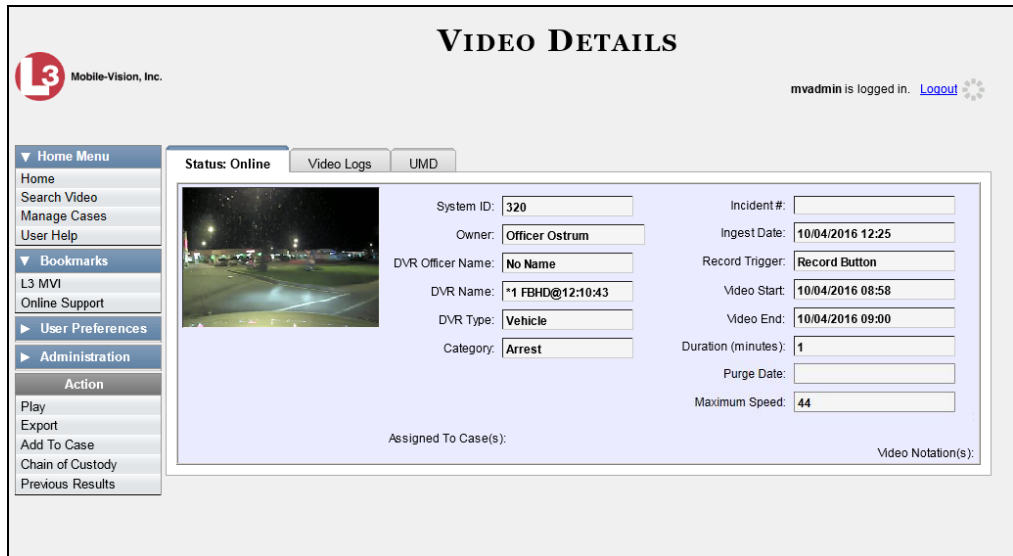 VIDEO DETAILS
L3 Mobile-Vision, Inc.
mvadmin is logged in. Logout
▼ Home Menu
Home
Search Video
Manage Cases
User Help
▼ Bookmarks
L3 MVI
Online Support
► User Preferences
► Administration
Action
Play
Export
Add To Case
Chain of Custody
Previous Results
Status: Online
Video Logs
UMD
System ID: 320
Owner: Officer Ostrum
DVR Officer Name: No Name
DVR Name: *1 FBHD@12:10:43
DVR Type: Vehicle
Category: Arrest
Incident #:
Ingest Date: 10/04/2016 12:25
Record Trigger: Record Button
Video Start: 10/04/2016 08:58
Video End: 10/04/2016 09:00
Duration (minutes): 1
Purge Date:
Maximum Speed: 44
Assigned To Case(s):
Video Notation(s):